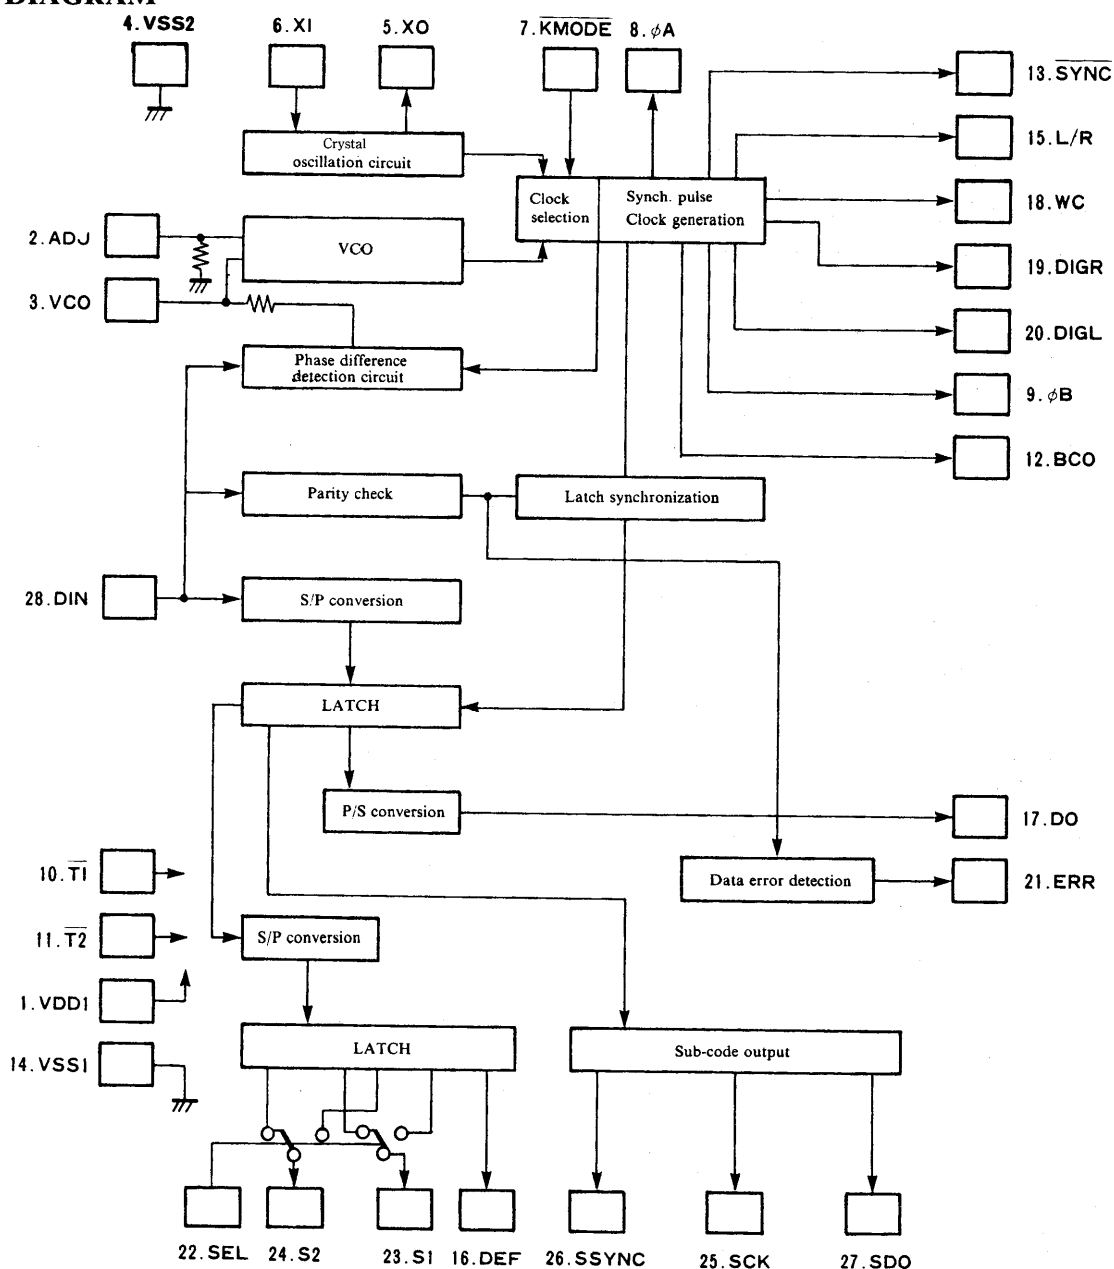 DIAGRAM
4.VSS2
6.XI
5.XO
7.K̅M̅O̅D̅E̅
8.φA
13.S̅Y̅N̅C̅
Crystal
oscillation circuit
15.L/R
Clock
selection
Synch. pulse
Clock generation
18.WC
2.ADJ
VCO
19.DIGR
3.VCO
20.DIGL
Phase difference
detection circuit
9.φB
12.BCO
Parity check
Latch synchronization
28.DIN
S/P conversion
LATCH
P/S conversion
17.DO
10.T̅1̅
Data error detection
21.ERR
11.T̅2̅
S/P conversion
1.VDD1
14.VSS1
LATCH
Sub-code output
22.SEL
24.S2
23.S1
16.DEF
26.SSYNC
25.SCK
27.SDO